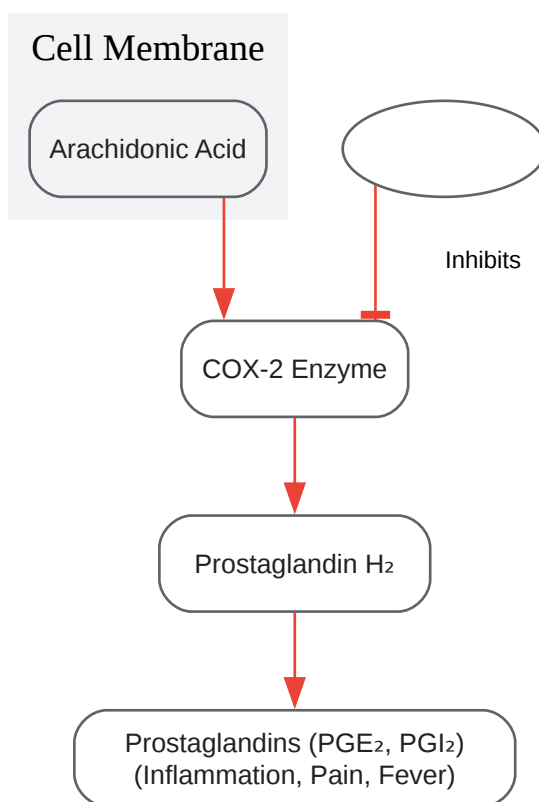 Cell Membrane
Arachidonic Acid
Inhibits
COX-2 Enzyme
Prostaglandin H₂
Prostaglandins (PGE₂, PGI₂)
(Inflammation, Pain, Fever)